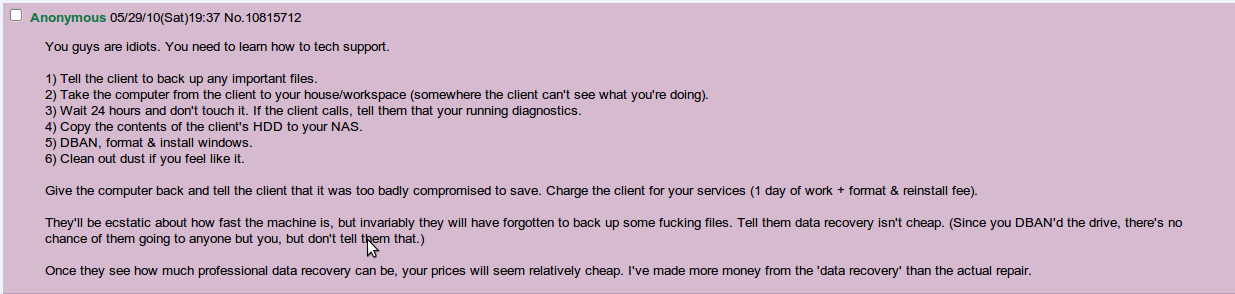 Anonymous 05/29/10(Sat)19:37 No.10815712
You guys are idiots. You need to learn how to tech support.
1) Tell the client to back up any important files.
2) Take the computer from the client to your house/workspace (somewhere the client can't see what you're doing).
3) Wait 24 hours and don't touch it. If the client calls, tell them that your running diagnostics.
4) Copy the contents of the client's HDD to your NAS.
5) DBAN, format & install windows.
6) Clean out dust if you feel like it.
Give the computer back and tell the client that it was too badly compromised to save. Charge the client for your services (1 day of work + format & reinstall fee).
They'll be ecstatic about how fast the machine is, but invariably they will have forgotten to back up some fucking files. Tell them data recovery isn't cheap. (Since you DBAN'd the drive, there's
no chance of them going to anyone but you, but don't tell them that.)
Once they see how much professional data recovery can be, your prices will seem relatively cheap. I've made more money from the 'data recovery' than the actual repair.